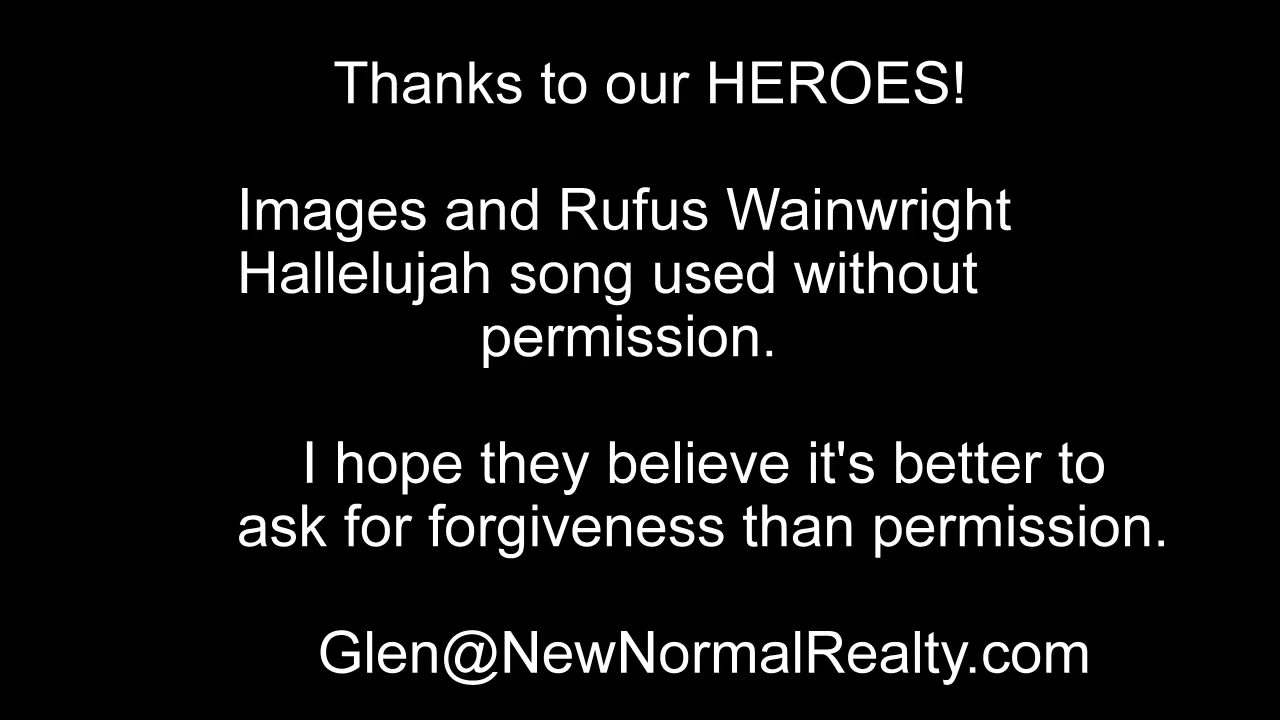 Thanks to our HEROES!
Images and Rufus Wainwright
Hallelujah song used without
permission.
I hope they believe it's better to
ask for forgiveness than permission.
Glen@NewNormalRealty.com